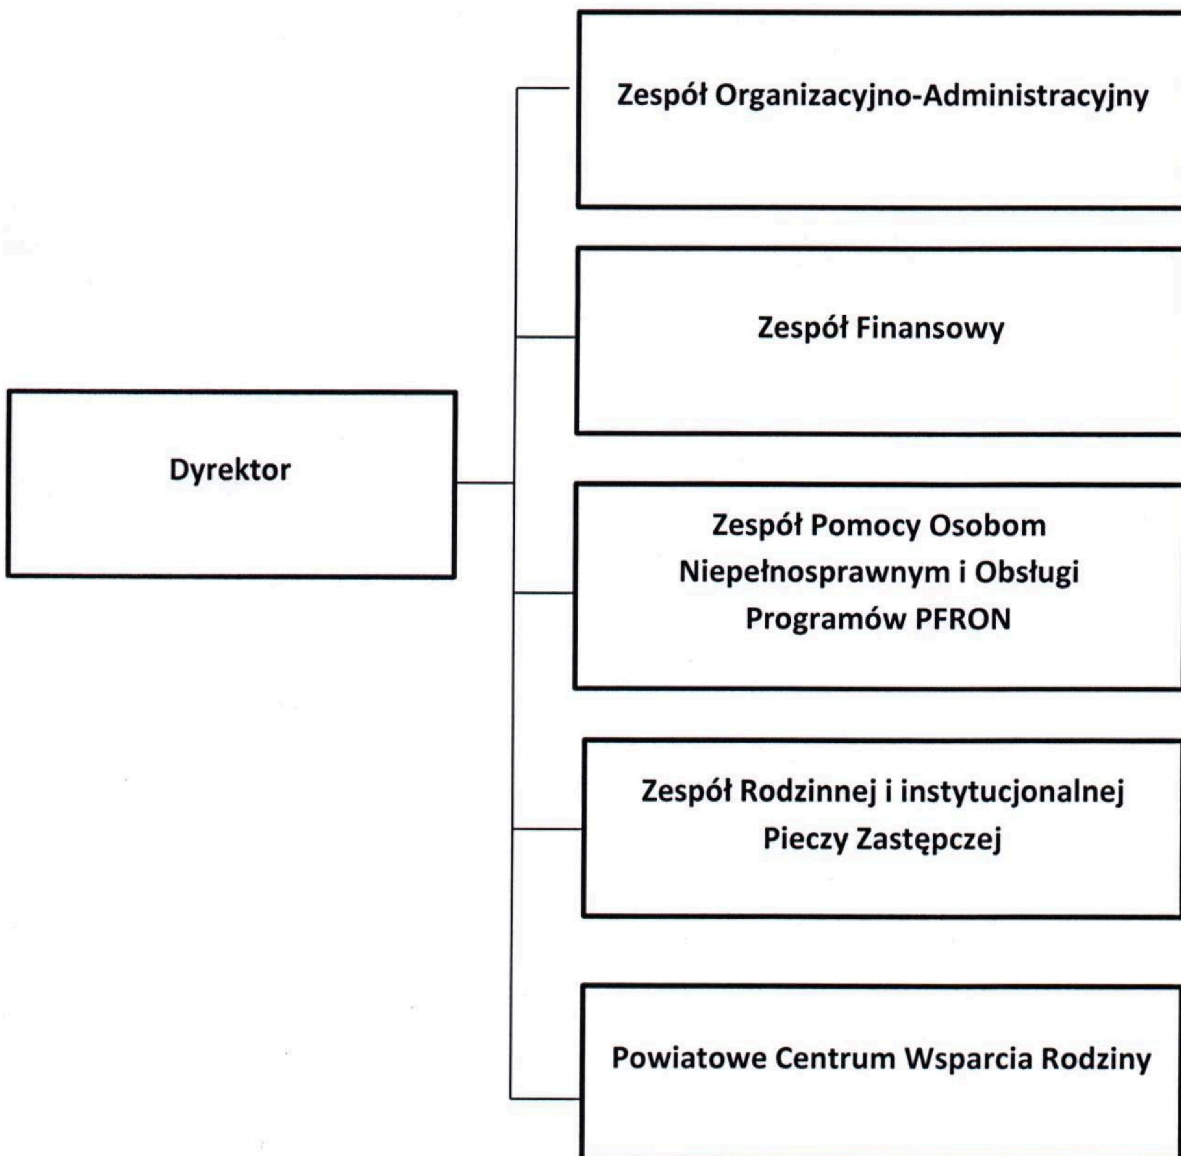 Zespół Organizacyjno-Administracyjny
Zespół Finansowy
Dyrektor
Zespół Pomocy Osobom
Niepełnosprawnym i Obsługi
Programów PFRON
Zespół Rodzinnej i instytucjonalnej
Pieczy Zastępczej
Powiatowe Centrum Wsparcia Rodziny